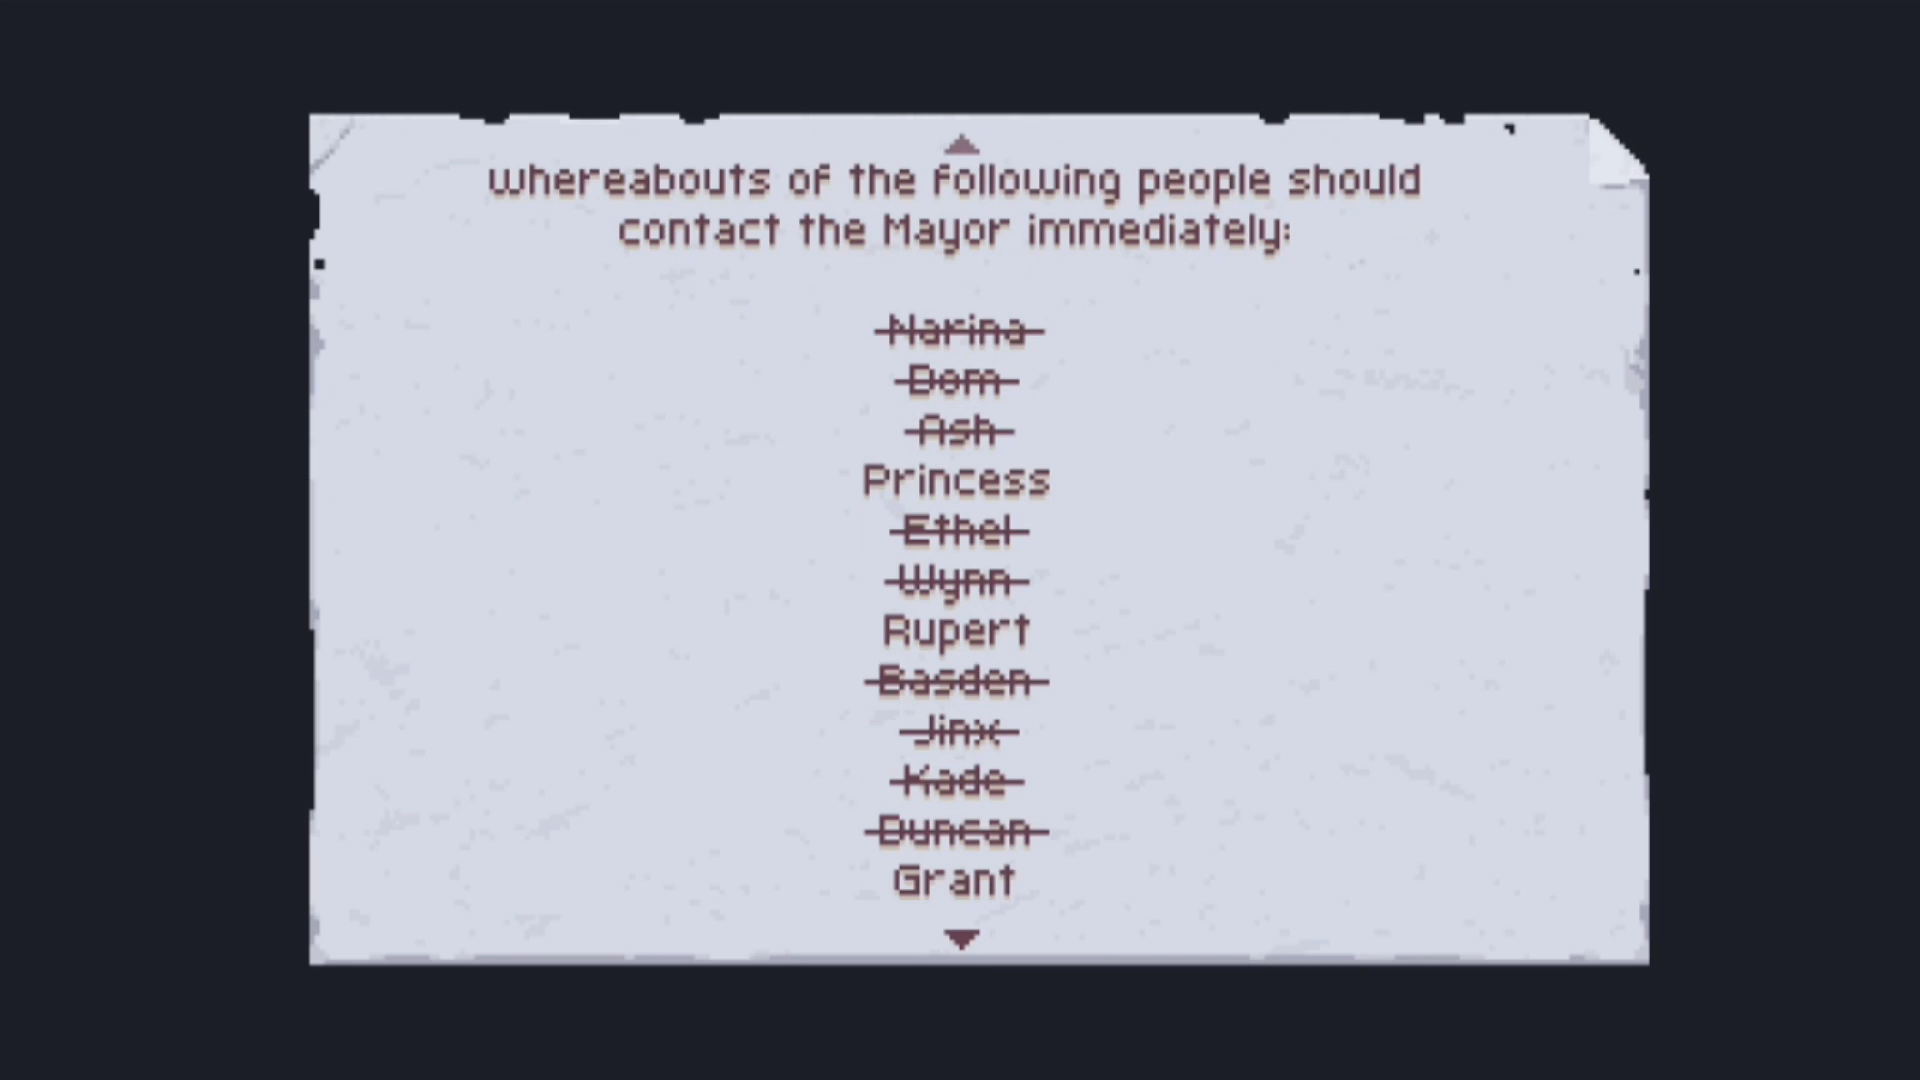 whereabouts of the following people should
contact the Mayor immediately:
Narina
Dom
Ash
Princess
Ethel
Wynn
Rupert
Basden
Jinx
Kade
Duncan
Grant